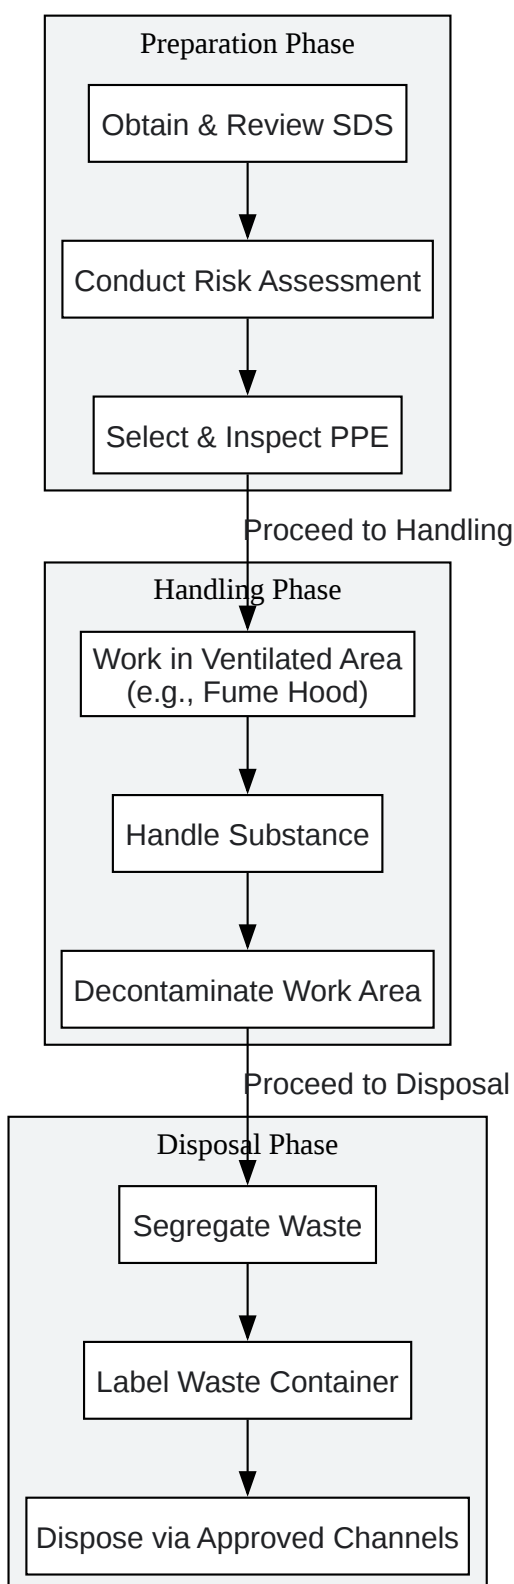 Preparation Phase
Obtain & Review SDS
Conduct Risk Assessment
Select & Inspect PPE
Proceed to Handling
Handling Phase
Work in Ventilated Area
(e.g., Fume Hood)
Handle Substance
Decontaminate Work Area
Proceed to Disposal
Disposal Phase
Segregate Waste
Label Waste Container
Dispose via Approved Channels